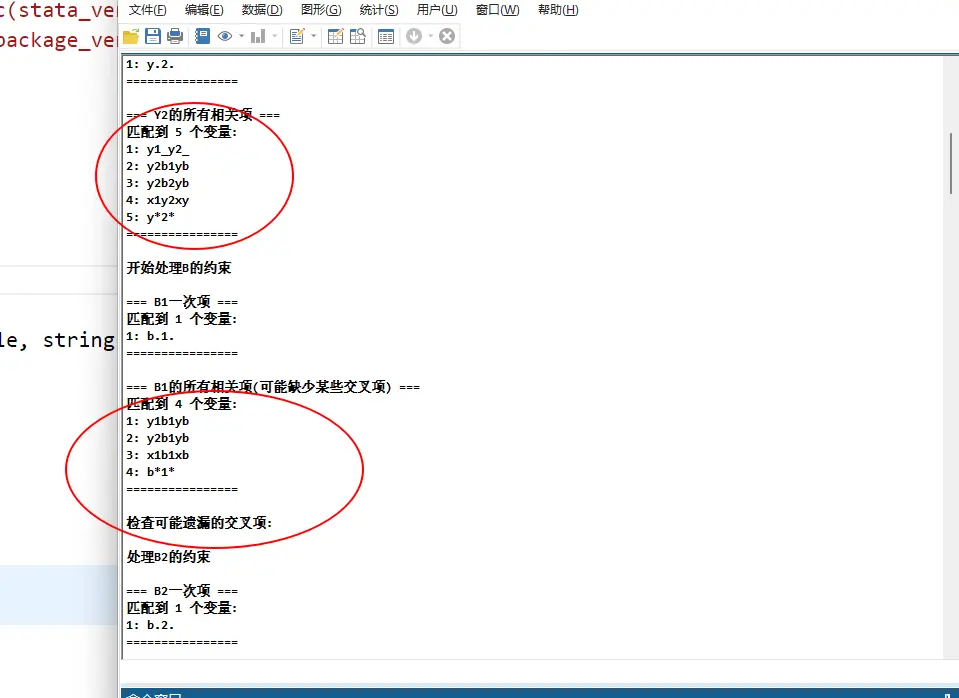 c(stata_ve
package_ve
le, string
文件(F) 编辑(E) 数据(D) 图形(G) 统计(S) 用户(U) 窗口(W) 帮助(H)
1: y.2.
================
=== Y2的所有相关项 ===
匹配到 5 个变量:
1: y1_y2_
2: y2b1yb
3: y2b2yb
4: x1y2xy
5: y*2*
================
开始处理B的约束
=== B1一次项 ===
匹配到 1 个变量:
1: b.1.
================
=== B1的所有相关项(可能缺少某些交叉项) ===
匹配到 4 个变量:
1: y1b1yb
2: y2b1yb
3: x1b1xb
4: b*1*
================
检查可能遗漏的交叉项:
处理B2的约束
=== B2一次项 ===
匹配到 1 个变量:
1: b.2.
================